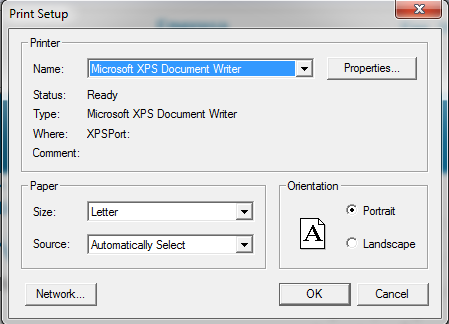 Print Setup
Printer
Name: Microsoft XPS Document Writer Properties...
Status: Ready
Type: Microsoft XPS Document Writer
Where: XPSPort:
Comment:
Paper
Size: Letter
Source: Automatically Select
Orientation
A
Portrait
Landscape
Network... OK Cancel